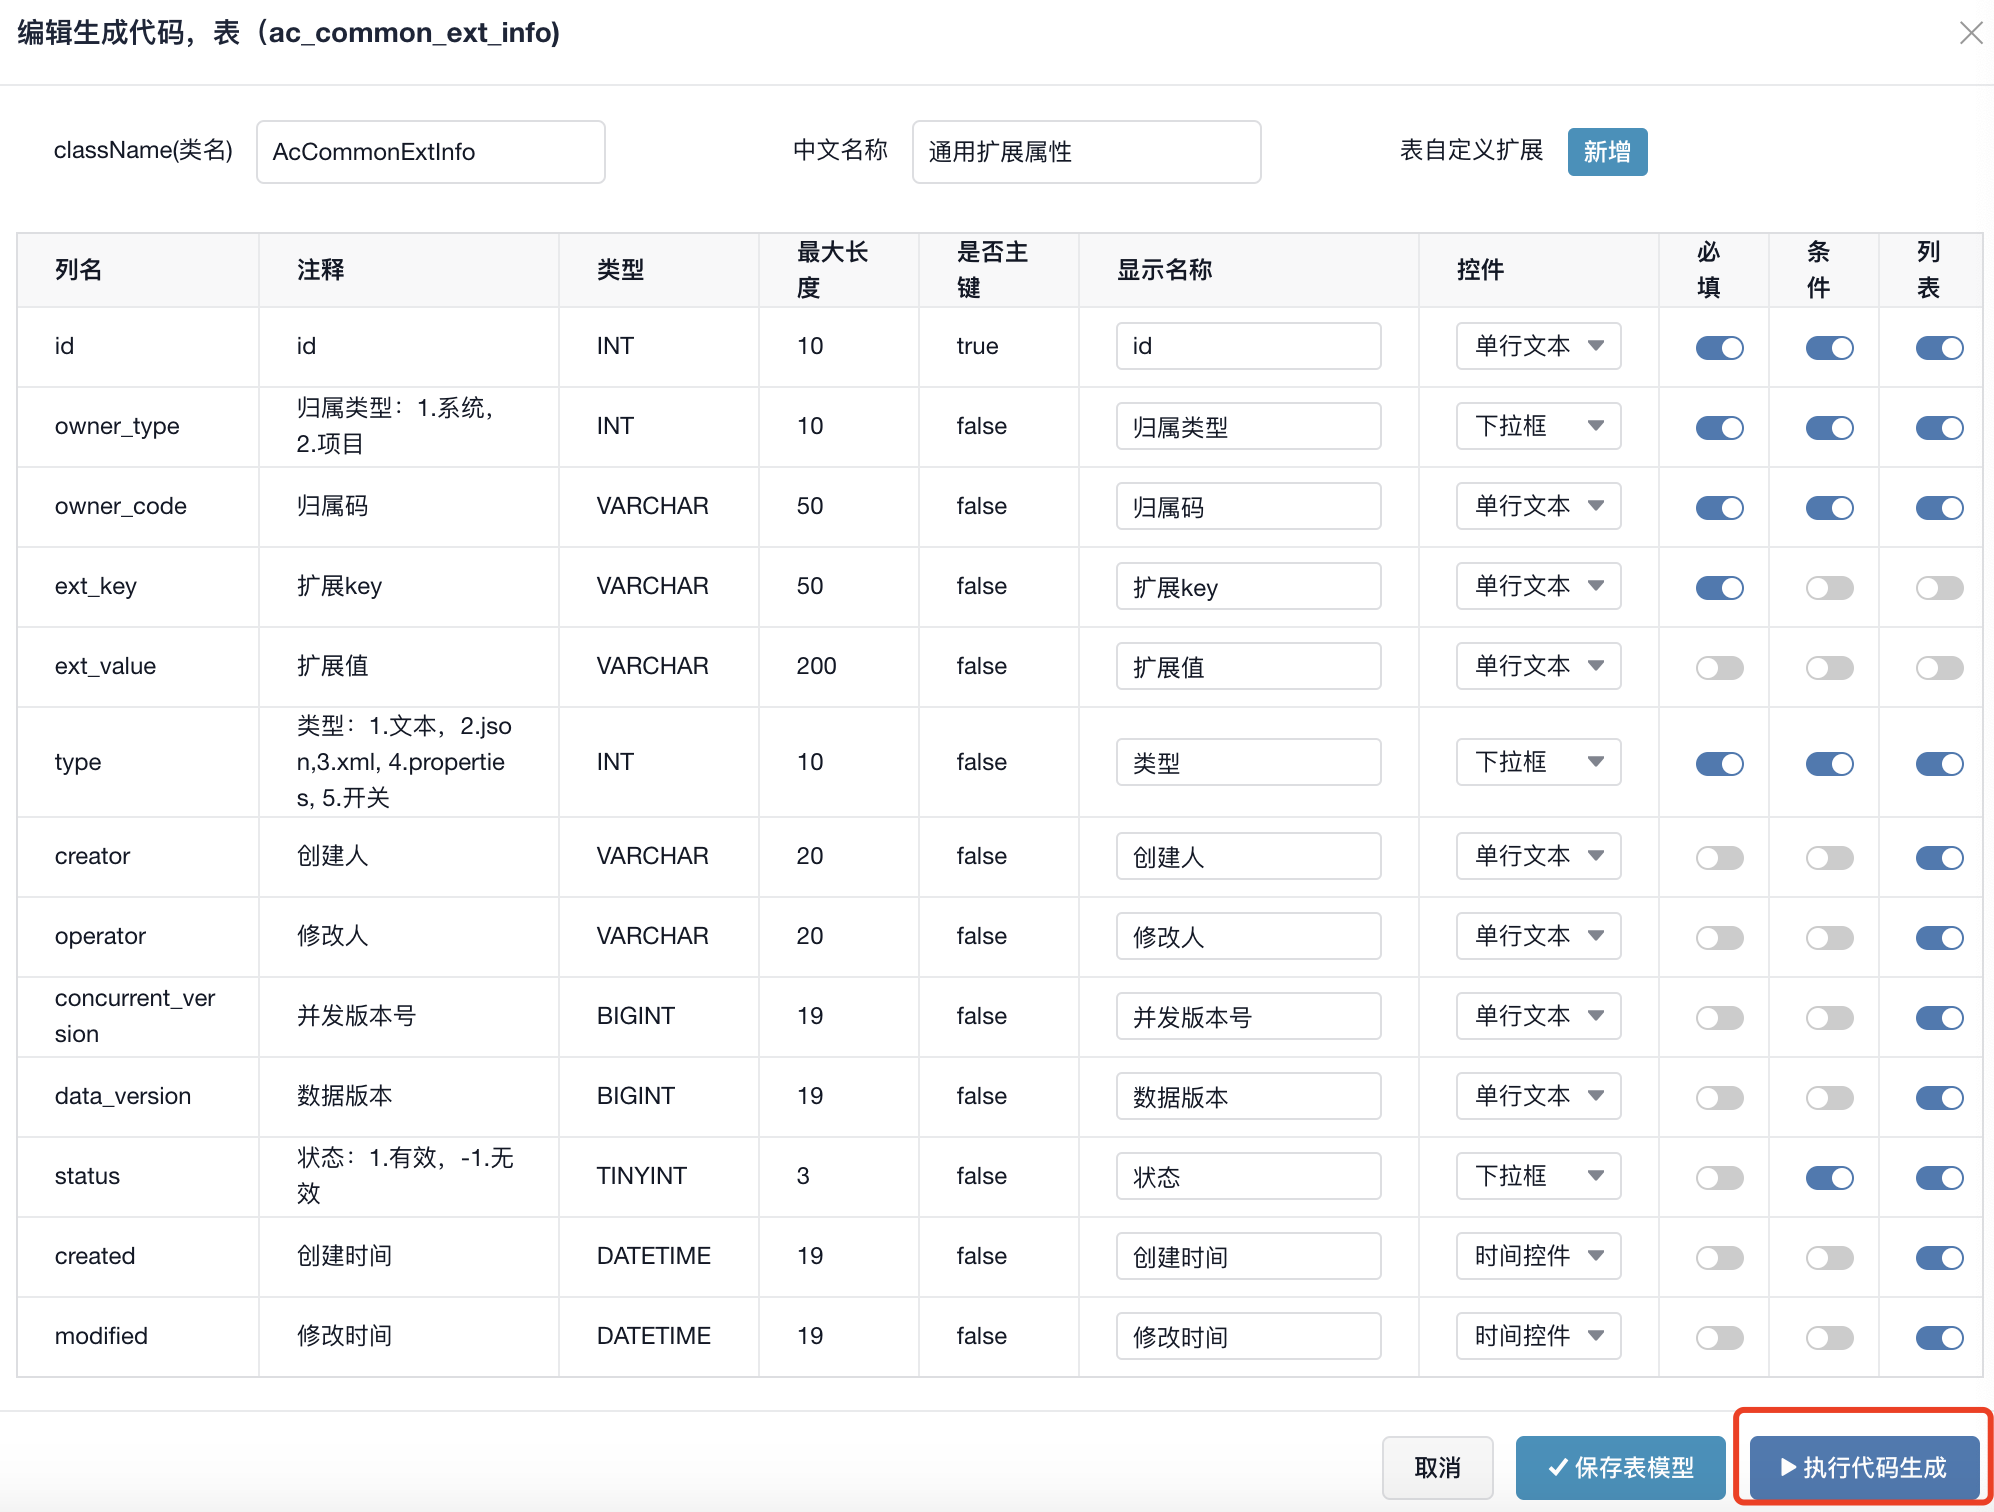 编辑生成代码，表（ac_common_ext_info)
className(类名) AcCommonExtInfo 中文名称 通用扩展属性 表自定义扩展 新增
列名 注释 类型 最大长度 是否主键 显示名称 控件 必填 条件 列表
id id INT 10 true id 单行文本
owner_type 归属类型：1.系统，2.项目 INT 10 false 归属类型 下拉框
owner_code 归属码 VARCHAR 50 false 归属码 单行文本
ext_key 扩展key VARCHAR 50 false 扩展key 单行文本
ext_value 扩展值 VARCHAR 200 false 扩展值 单行文本
type 类型：1.文本，2.json,3.xml, 4.properties, 5.开关 INT 10 false 类型 下拉框
creator 创建人 VARCHAR 20 false 创建人 单行文本
operator 修改人 VARCHAR 20 false 修改人 单行文本
concurrent_version 并发版本号 BIGINT 19 false 并发版本号 单行文本
data_version 数据版本 BIGINT 19 false 数据版本 单行文本
status 状态：1.有效，-1.无效 TINYINT 3 false 状态 下拉框
created 创建时间 DATETIME 19 false 创建时间 时间控件
modified 修改时间 DATETIME 19 false 修改时间 时间控件
取消 保存表模型 执行代码生成